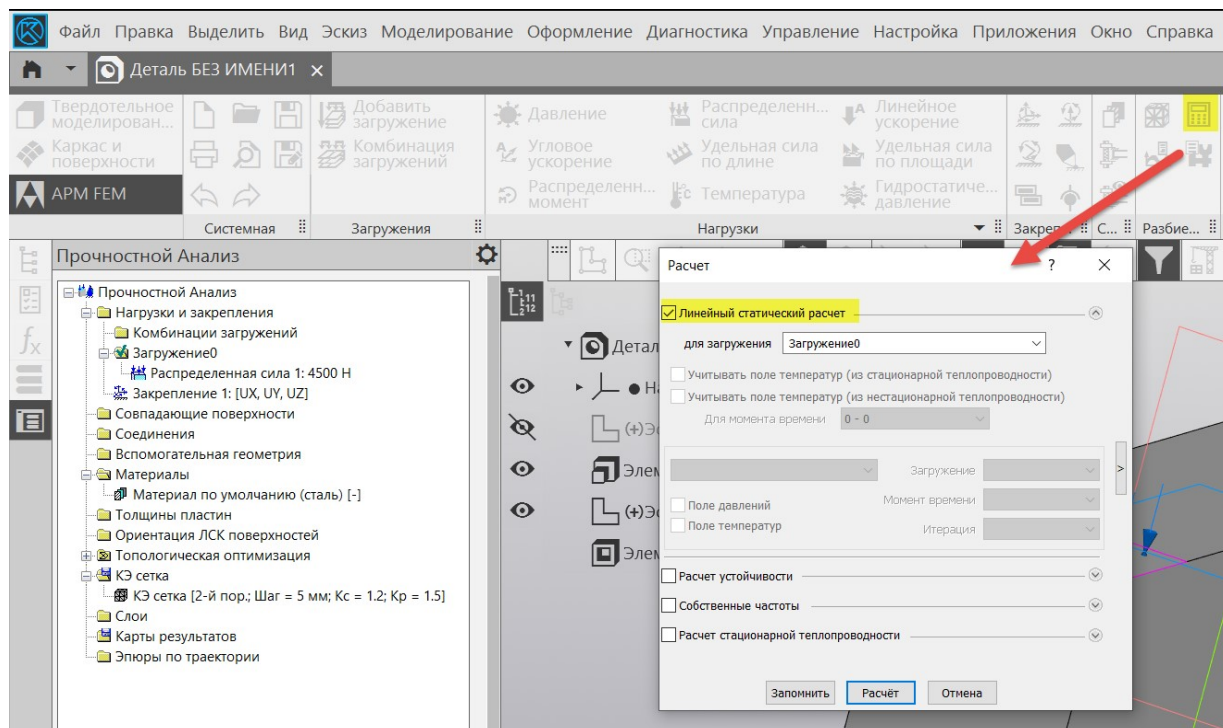 Файл Правка Выделить Вид Эскиз Моделирование Оформление Диагностика Управление Настройка Приложения Окно Справка
Деталь БЕЗ ИМЕНИ1
Твердотельное
моделирован...
Каркас и
поверхности
APM FEM
Системная
Добавить
загружение
Комбинация
загружений
Загружения
Давление
Угловое
ускорение
Распределенн...
момент
Распределенн...
сила
Удельная сила
по длине
Температура
Линейное
ускорение
Удельная сила
по площади
Гидростатиче...
давление
Нагрузки
С...
Разбие...
Прочностной Анализ
Прочностной Анализ
Нагрузки и закрепления
Комбинации загружений
Загружение0
Распределенная сила 1: 4500 Н
Закрепление 1: [UX, UY, UZ]
Совпадающие поверхности
Соединения
Вспомогательная геометрия
Материалы
Материал по умолчанию (сталь) [-]
Толщины пластин
Ориентация ЛСК поверхностей
Топологическая оптимизация
КЭ сетка
КЭ сетка [2-й пор.; Шаг = 5 мм; Кс = 1.2; Кр = 1.5]
Слои
Карты результатов
Эпюры по траектории
Детал
(+)Э
Элем
(+)Эс
Элем
Расчет
?
Линейный статический расчет
для загружения Загружение0
Учитывать поле температур (из стационарной теплопроводности)
Учитывать поле температур (из нестационарной теплопроводности)
Для момента времени 0 - 0
Загружение
Поле давлений
Момент времени
Поле температур
Итерация
>
Расчет устойчивости
Собственные частоты
Расчет стационарной теплопроводности
Запомнить Расчёт Отмена